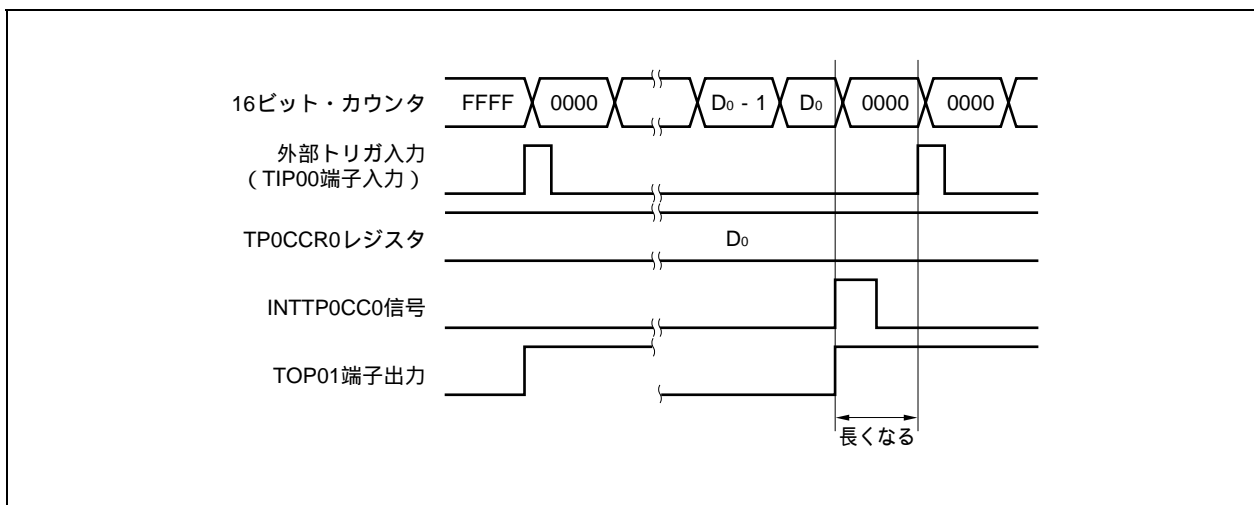 16ビット・カウンタ FFFF 0000 D0 - 1 D0 0000 0000
外部トリガ入力
(TIP00端子入力)
TP0CCR0レジスタ D0
INTTP0CC0信号
TOP01端子出力
長くなる